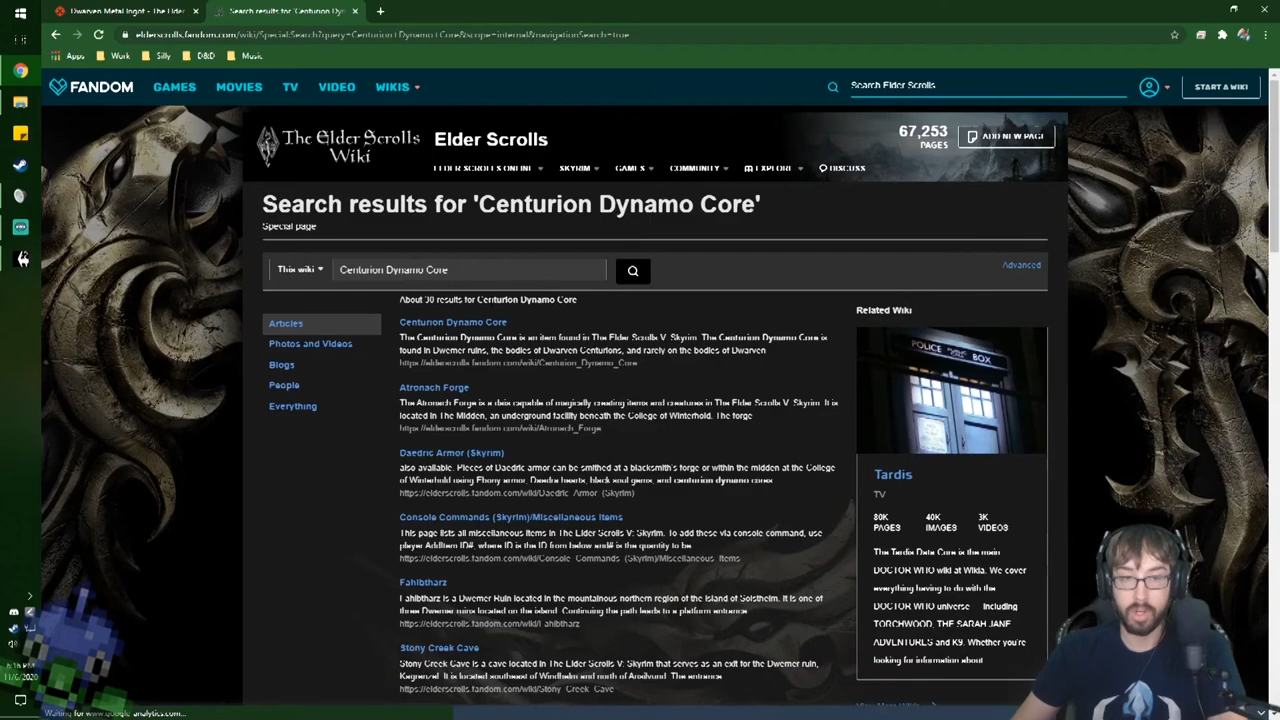 Dwarven Metal Ingot - The Elder
Search results for 'Centurion Dyn
elderscrolls.fandom.com/wiki/Special:Search?query=Centurion+Dynamo+Core&scope=internal&navigationSearch=true
Apps Work Silly D&D Music
FANDOM GAMES MOVIES TV VIDEO WIKIS
Search Elder Scrolls
START A WIKI
The Elder Scrolls
Wiki
Elder Scrolls
67,253
PAGES
ADD NEW PAGE
ELDER SCROLLS ONLINE SKYRIM GAMES COMMUNITY EXPLORE DISCUSS
Search results for 'Centurion Dynamo Core'
Special page
This wiki Centurion Dynamo Core
Advanced
Articles
Photos and Videos
Blogs
People
Everything
About 30 results for Centurion Dynamo Core
Centurion Dynamo Core
The Centurion Dynamo Core is an item found in The Elder Scrolls V: Skyrim. The Centurion Dynamo Core is
found in Dwemer ruins, the bodies of Dwarven Centurions, and rarely on the bodies of Dwarven
https://elderscrolls.fandom.com/wiki/Centurion_Dynamo_Core
Atronach Forge
The Atronach Forge is a dais capable of magically creating items and creatures in The Elder Scrolls V: Skyrim. It is
located in The Midden, an underground facility beneath the College of Winterhold. The forge
https://elderscrolls.fandom.com/wiki/Atronach_Forge
Daedric Armor (Skyrim)
also available. Pieces of Daedric armor can be smithed at a blacksmith's forge or within the midden at the College
of Winterhold using Ebony armor, Daedra hearts, black soul gems, and centurion dynamo cores
https://elderscrolls.fandom.com/wiki/Daedric_Armor_(Skyrim)
Console Commands (Skyrim)/Miscellaneous Items
This page lists all miscellaneous items in The Elder Scrolls V: Skyrim. To add these via console command, use
player.AddItem ID#, where ID is the ID from below and# is the quantity to be
https://elderscrolls.fandom.com/wiki/Console_Commands_(Skyrim)/Miscellaneous_Items
Fahlbtharz
Fahlbtharz is a Dwemer Ruin located in the mountainous northern region of the island of Solstheim. It is one of
three Dwemer ruins located on the island. Continuing the path leads to a platform entrance
https://elderscrolls.fandom.com/wiki/Fahlbtharz
Stony Creek Cave
Stony Creek Cave is a cave located in The Elder Scrolls V: Skyrim that serves as an exit for the Dwemer ruin,
Kagrenzel. It is located southeast of Windhelm and north of Ansilvund. The entrance
https://elderscrolls.fandom.com/wiki/Stony_Creek_Cave
Related Wiki
POLICE BOX
Tardis
TV
80K 40K 3K
PAGES IMAGES VIDEOS
The Tardis Data Core is the main
DOCTOR WHO wiki at Wikia. We cover
everything having to do with the
DOCTOR WHO universe including
TORCHWOOD, THE SARAH JANE
ADVENTURES and K9. Whether you're
looking for information about
6:16 PM
11/6/2020
Waiting for www.google-analytics.com...